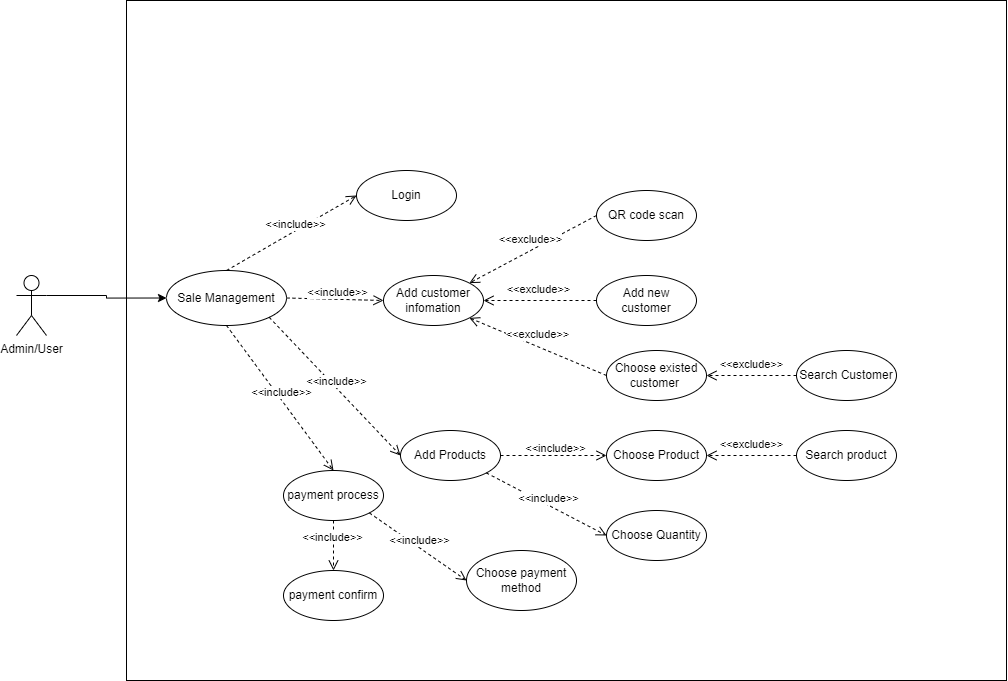 Login
<<include>>
QR code scan
<<exclude>>
Sale Management
<<include>>
Add customer
infomation
<<exclude>>
Add new
customer
Admin/User
<<exclude>>
Choose existed
customer
<<exclude>>
Search Customer
<<include>>
<<include>>
Add Products
<<include>>
Choose Product
<<exclude>>
Search product
payment process
<<include>>
Choose Quantity
<<include>>
<<include>>
payment confirm
Choose payment
method